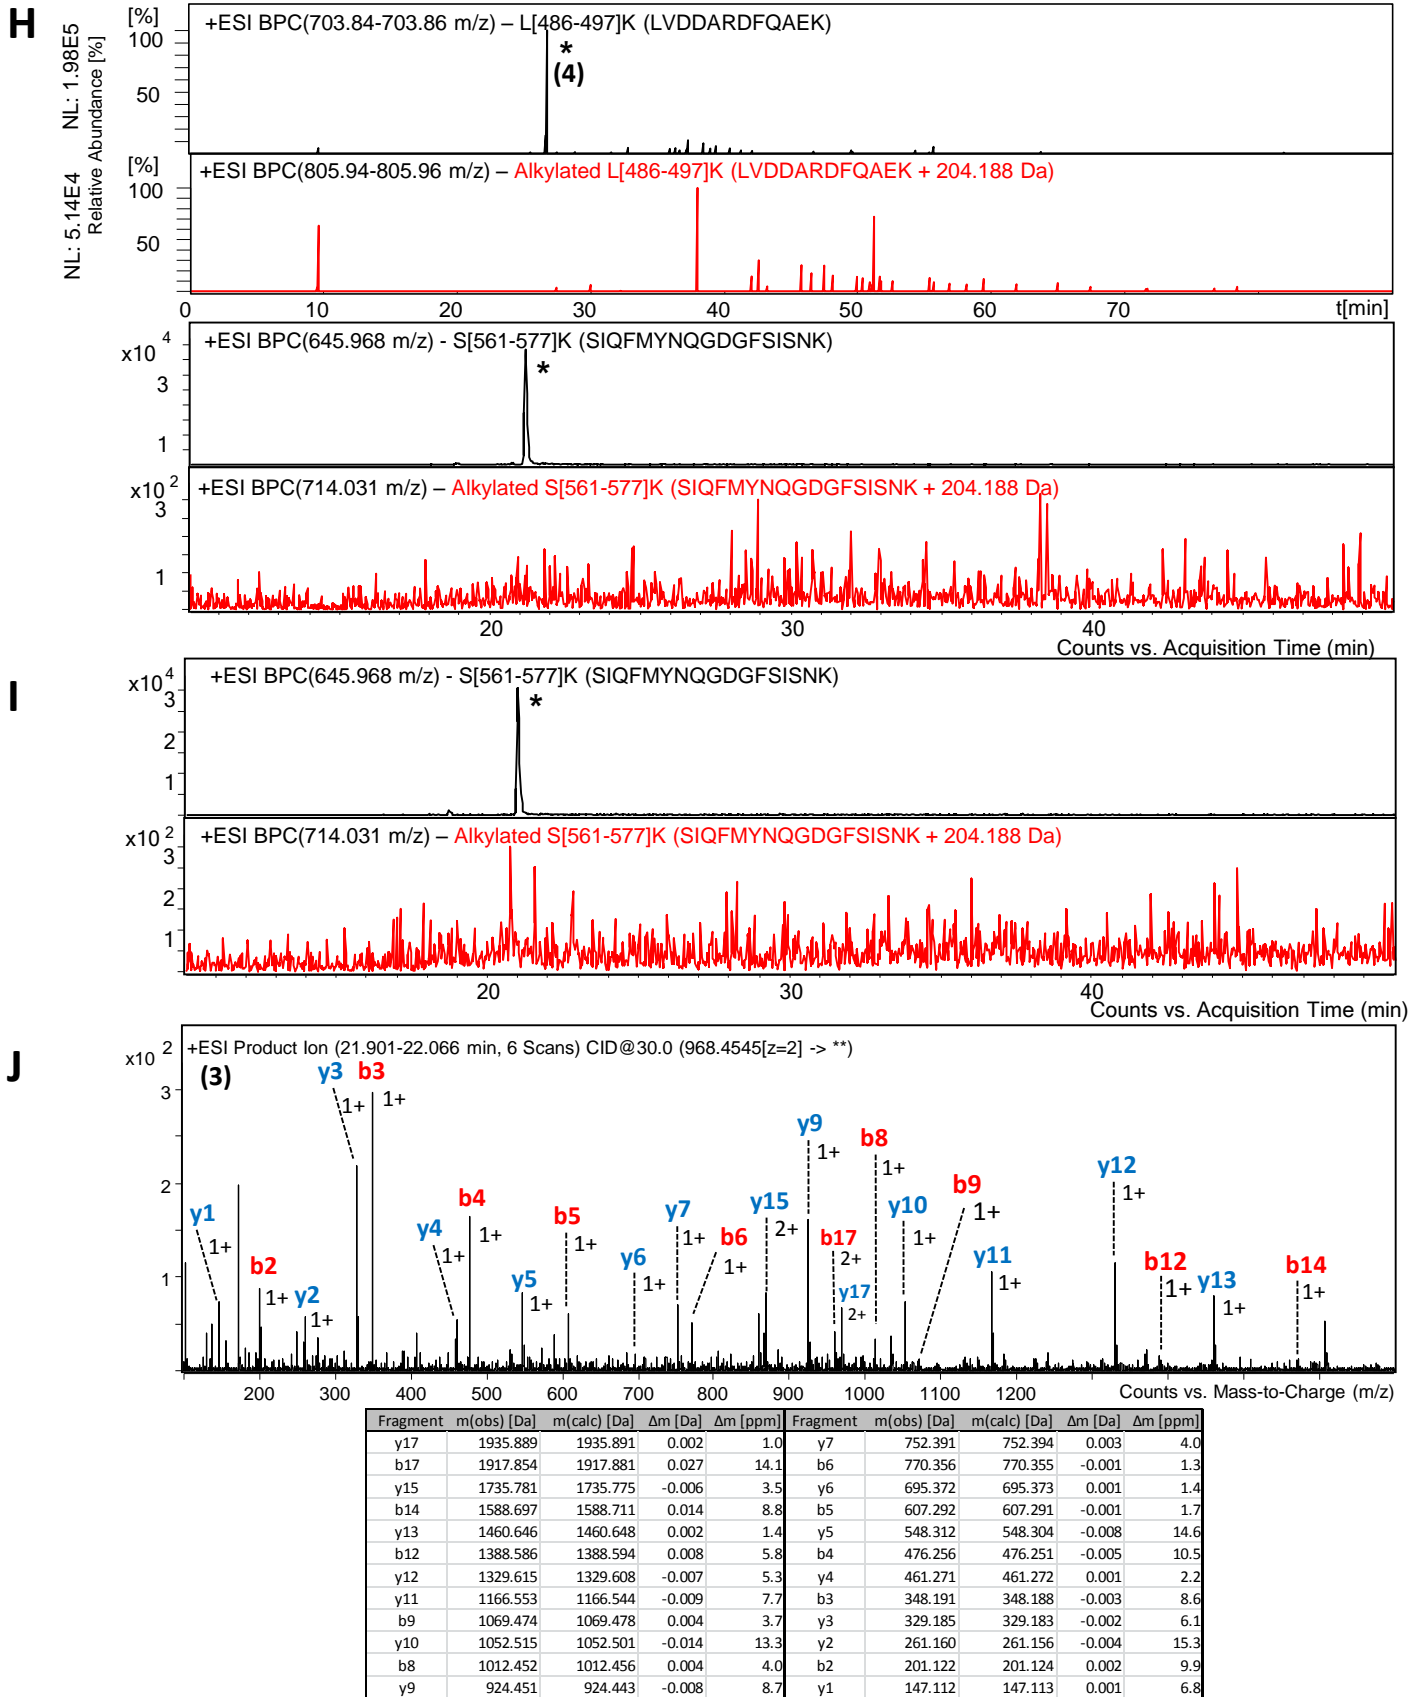 H
[%]
+ESI BPC(703.84-703.86 m/z) – L[486-497]K (LVDDARDFQAEK)
100
*
(4)
50
NL: 1.98E5
Relative Abundance [%]
[%]
+ESI BPC(805.94-805.96 m/z) – Alkylated L[486-497]K (LVDDARDFQAEK + 204.188 Da)
100
50
NL: 5.14E4
0 10 20 30 40 50 60 70 t[min]
+ESI BPC(645.968 m/z) - S[561-577]K (SIQFMYNQGDGFSISNK)
x10 4
*
3
1
x10 2
+ESI BPC(714.031 m/z) – Alkylated S[561-577]K (SIQFMYNQGDGFSISNK + 204.188 Da)
3
1
20 30 40
Counts vs. Acquisition Time (min)
I
+ESI BPC(645.968 m/z) - S[561-577]K (SIQFMYNQGDGFSISNK)
x10 4
*
3
2
1
x10 2
+ESI BPC(714.031 m/z) – Alkylated S[561-577]K (SIQFMYNQGDGFSISNK + 204.188 Da)
3
2
1
20 30 40
Counts vs. Acquisition Time (min)
J
x10 2
+ESI Product Ion (21.901-22.066 min, 6 Scans) CID@30.0 (968.4545[z=2] -> **)
(3)
3
2
1
y1 1+
b2 1+
y2 1+
y3 1+
b3 1+
y4 1+
b4 1+
y5 1+
b5 1+
y6 1+
y7 1+
b6 1+
y15 2+
y9 1+
b17 2+
y17 2+
b8 1+
y10 1+
b9 1+
y11 1+
y12 1+
b12 1+
y13 1+
b14 1+
200 300 400 500 600 700 800 900 1000 1100 1200 Counts vs. Mass-to-Charge (m/z)
Fragment m(obs) [Da] m(calc) [Da] Δm [Da] Δm [ppm] Fragment m(obs) [Da] m(calc) [Da] Δm [Da] Δm [ppm]
y17 1935.889 1935.891 0.002 1.0 y7 752.391 752.394 0.003 4.0
b17 1917.854 1917.881 0.027 14.1 b6 770.356 770.355 -0.001 1.3
y15 1735.781 1735.775 -0.006 3.5 y6 695.372 695.373 0.001 1.4
b14 1588.697 1588.711 0.014 8.8 b5 607.292 607.291 -0.001 1.7
y13 1460.646 1460.648 0.002 1.4 y5 548.312 548.304 -0.008 14.6
b12 1388.586 1388.594 0.008 5.8 b4 476.256 476.251 -0.005 10.5
y12 1329.615 1329.608 -0.007 5.3 y4 461.271 461.272 0.001 2.2
y11 1166.553 1166.544 -0.009 7.7 b3 348.191 348.188 -0.003 8.6
b9 1069.474 1069.478 0.004 3.7 y3 329.185 329.183 -0.002 6.1
y10 1052.515 1052.501 -0.014 13.3 y2 261.160 261.156 -0.004 15.3
b8 1012.452 1012.456 0.004 4.0 b2 201.122 201.124 0.002 9.9
y9 924.451 924.443 -0.008 8.7 y1 147.112 147.113 0.001 6.8